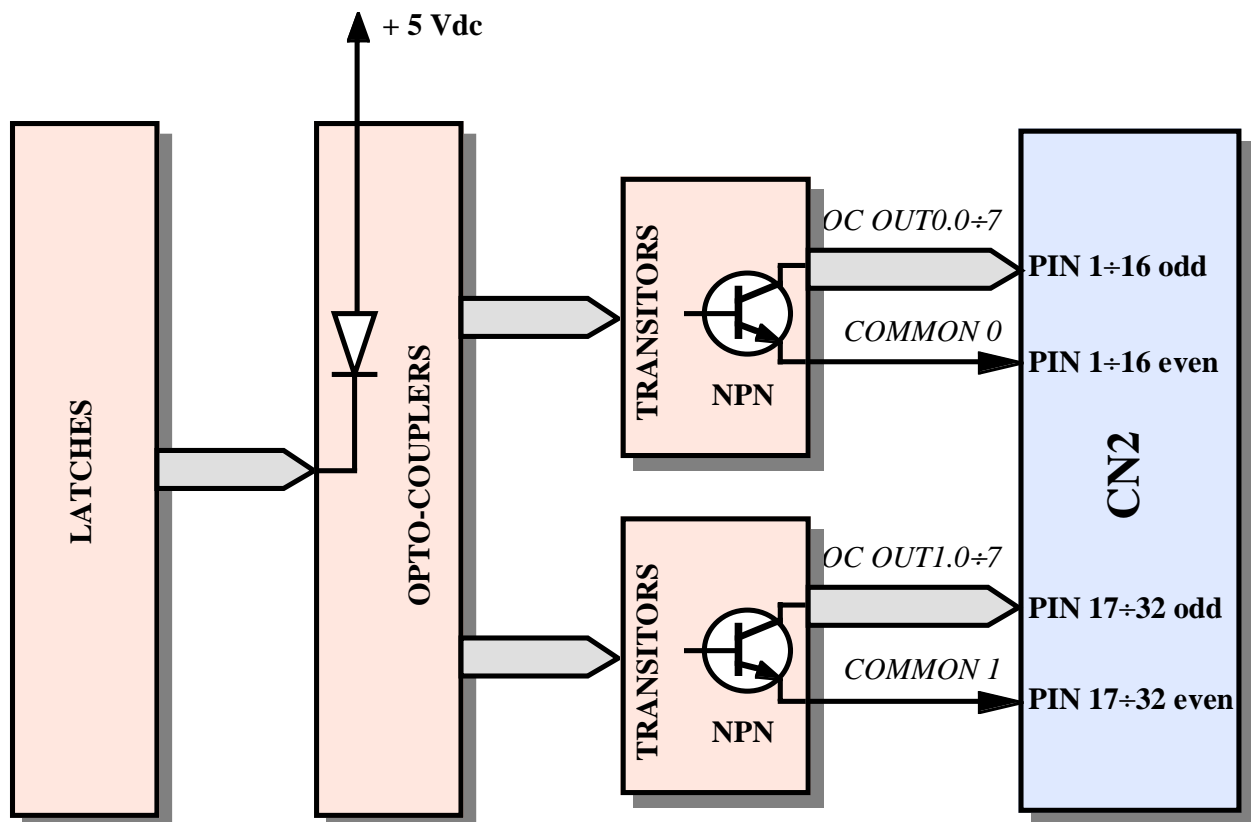 + 5 Vdc
LATCHES
OPTO-COUPLERS
TRANSITORS
NPN
OC OUT0.0÷7
COMMON 0
PIN 1÷16 odd
PIN 1÷16 even
CN2
TRANSITORS
NPN
OC OUT1.0÷7
COMMON 1
PIN 17÷32 odd
PIN 17÷32 even